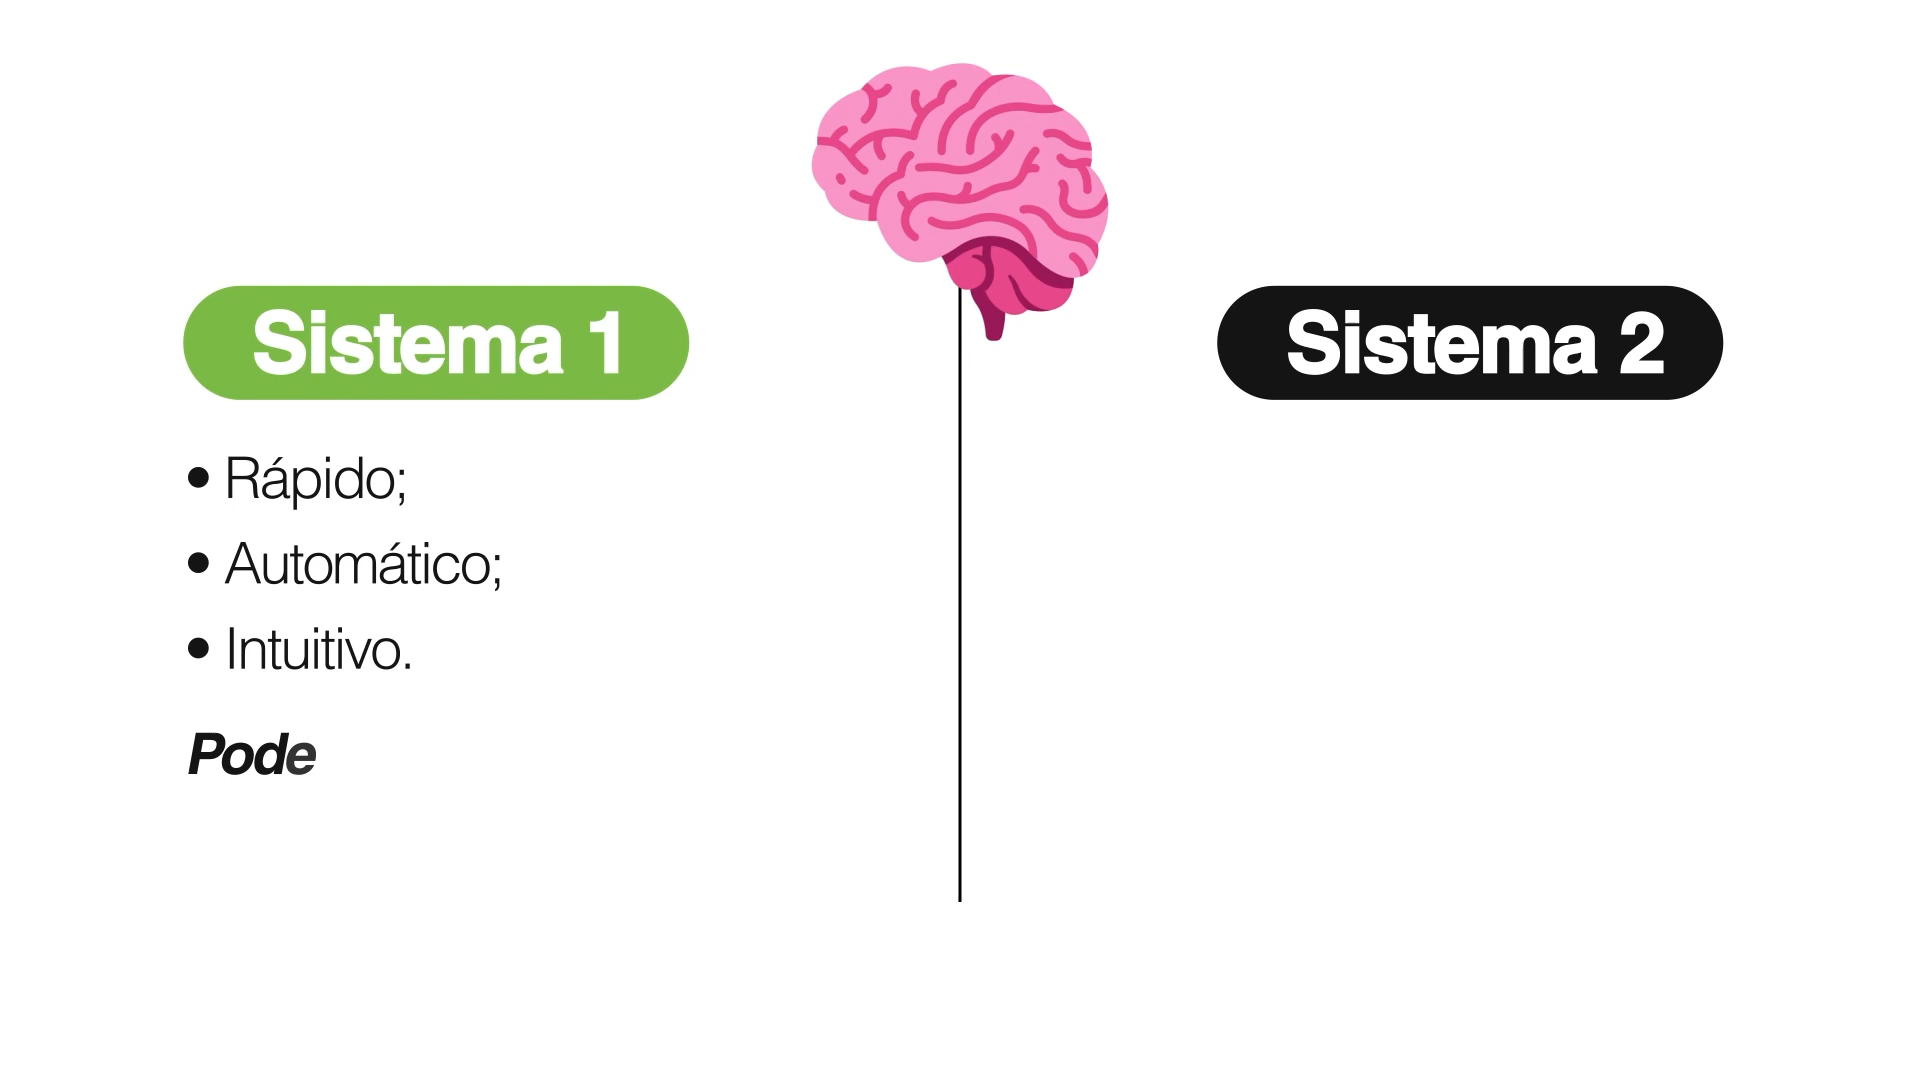 Sistema 1
• Rápido;
• Automático;
• Intuitivo.
Pode
Sistema 2